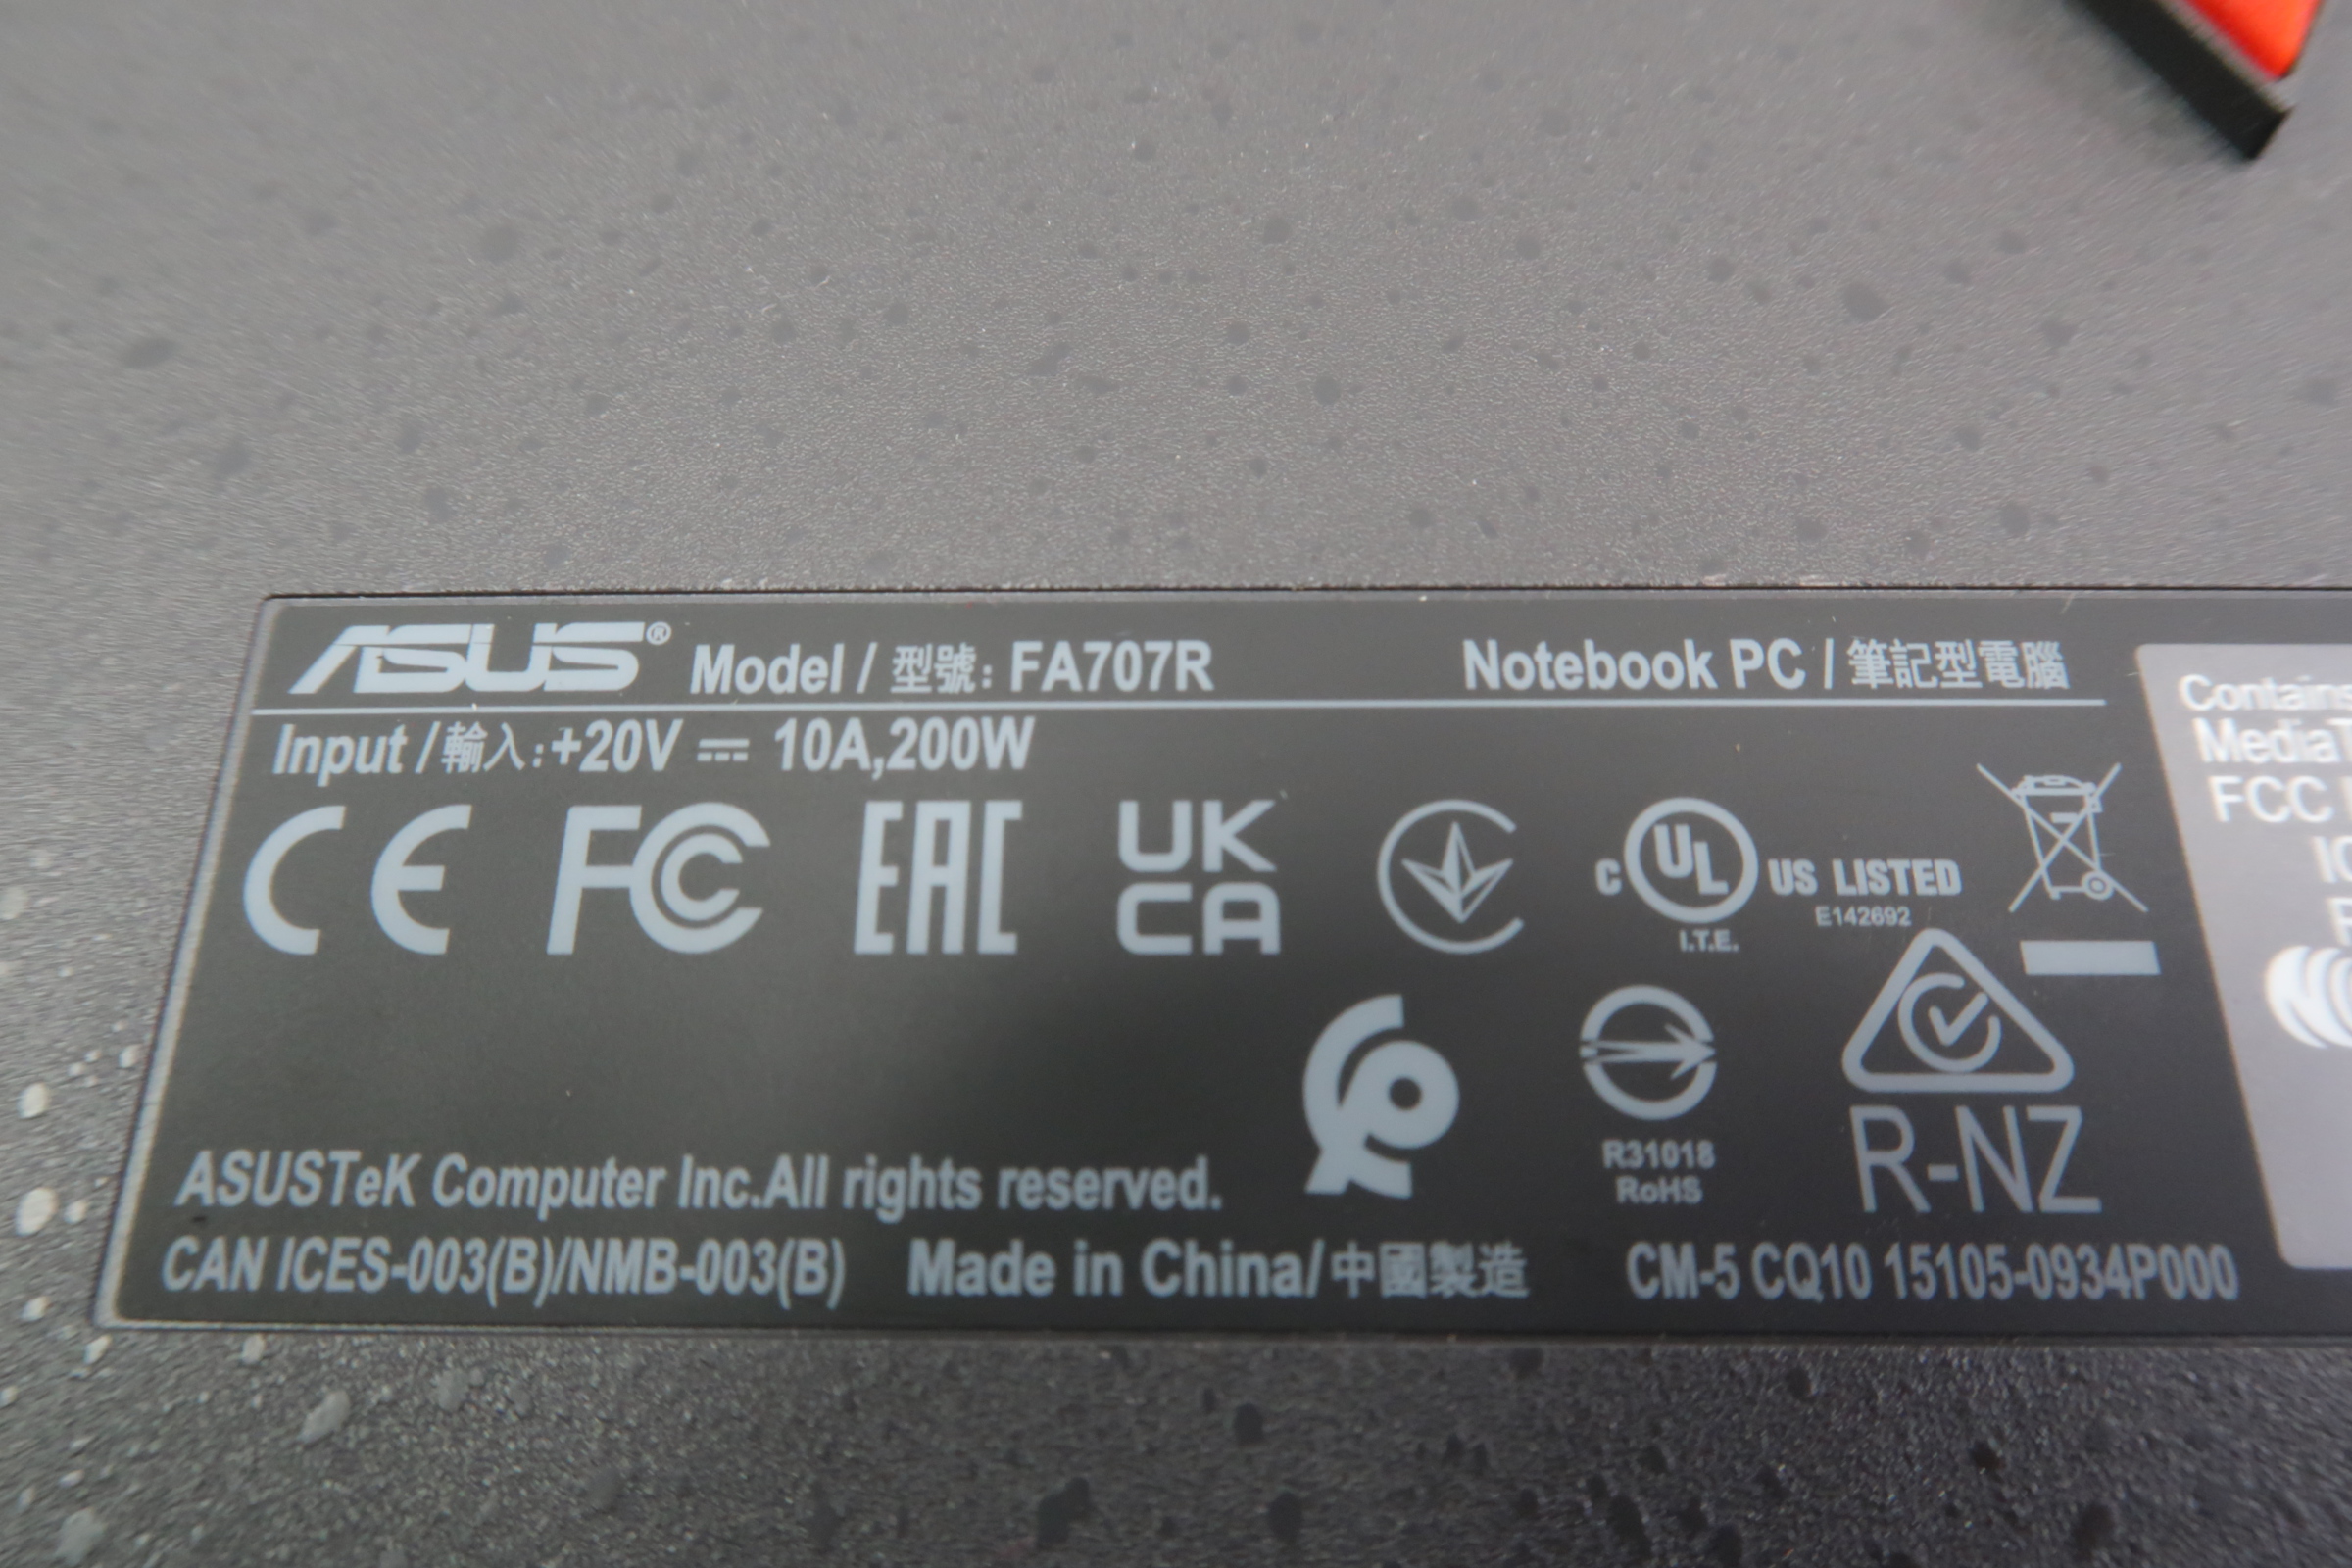 ASUS® Model / 型號: FA707R Notebook PC / 筆記型電腦
Input / 輸入: +20V ⎓ 10A,200W
CE FC EAC UK CA C UL US LISTED
E142692
I.T.E.
R31018
RoHS
R-NZ
ASUSTeK Computer Inc.All rights reserved.
CAN ICES-003(B)/NMB-003(B) Made in China/中國製造 CM-5 CQ10 15105-0934P000
FCC